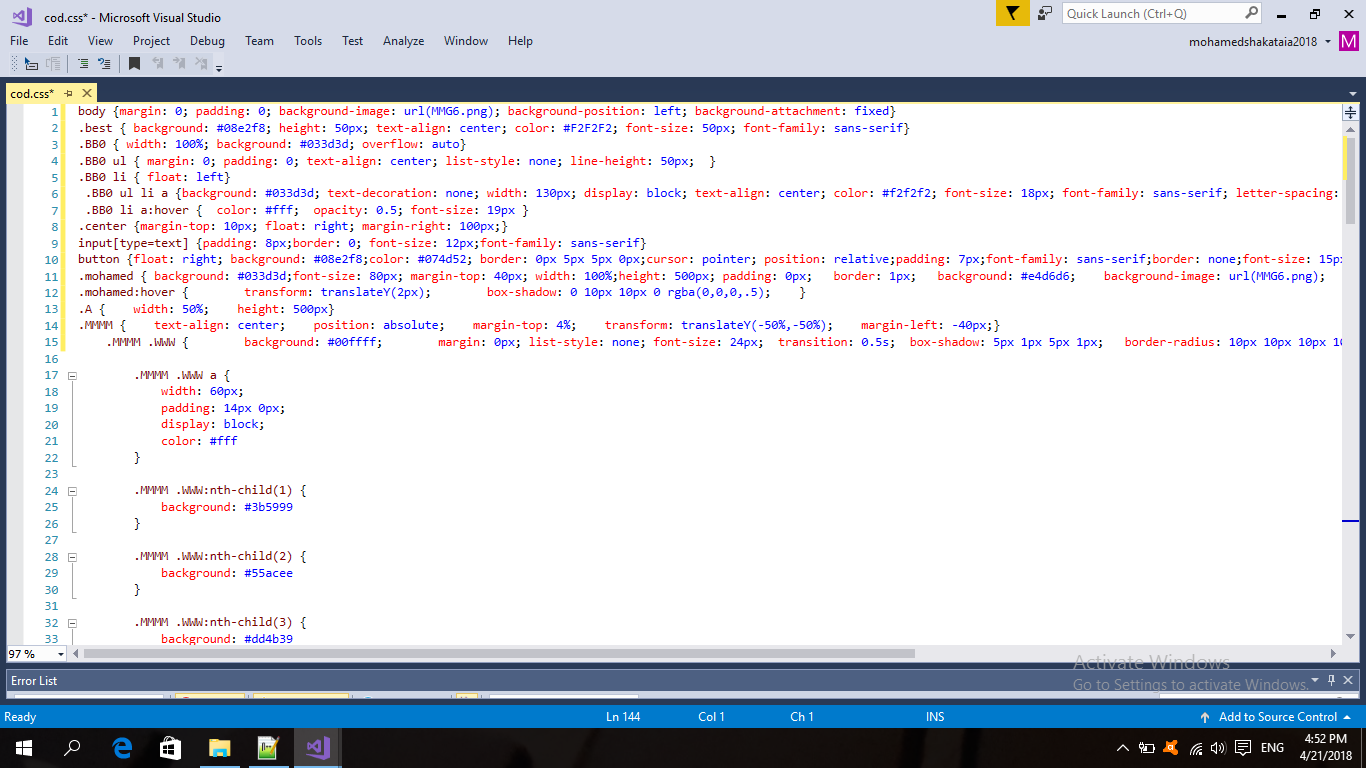 cod.css* - Microsoft Visual Studio
Quick Launch (Ctrl+Q)
File Edit View Project Debug Team Tools Test Analyze Window Help
mohamedshakataia2018 M
cod.css*
1 body {margin: 0; padding: 0; background-image: url(MMG6.png); background-position: left; background-attachment: fixed}
2 .best { background: #08e2f8; height: 50px; text-align: center; color: #F2F2F2; font-size: 50px; font-family: sans-serif}
3 .BB0 { width: 100%; background: #033d3d; overflow: auto}
4 .BB0 ul { margin: 0; padding: 0; text-align: center; list-style: none; line-height: 50px; }
5 .BB0 li { float: left}
6 .BB0 ul li a {background: #033d3d; text-decoration: none; width: 130px; display: block; text-align: center; color: #f2f2f2; font-size: 18px; font-family: sans-serif; letter-spacing:
7 .BB0 li a:hover { color: #fff; opacity: 0.5; font-size: 19px }
8 .center {margin-top: 10px; float: right; margin-right: 100px;}
9 input[type=text] {padding: 8px;border: 0; font-size: 12px;font-family: sans-serif}
10 button {float: right; background: #08e2f8;color: #074d52; border: 0px 5px 5px 0px;cursor: pointer; position: relative;padding: 7px;font-family: sans-serif;border: none;font-size: 15px
11 .mohamed { background: #033d3d;font-size: 80px; margin-top: 40px; width: 100%;height: 500px; padding: 0px; border: 1px; background: #e4d6d6; background-image: url(MMG6.png);
12 .mohamed:hover { transform: translateY(2px); box-shadow: 0 10px 10px 0 rgba(0,0,0,.5); }
13 .A { width: 50%; height: 500px}
14 .MMMM { text-align: center; position: absolute; margin-top: 4%; transform: translateY(-50%,-50%); margin-left: -40px;}
15 .MMMM .WWW { background: #00ffff; margin: 0px; list-style: none; font-size: 24px; transition: 0.5s; box-shadow: 5px 1px 5px 1px; border-radius: 10px 10px 10px 10
16
17 .MMMM .WWW a {
18 width: 60px;
19 padding: 14px 0px;
20 display: block;
21 color: #fff
22 }
23
24 .MMMM .WWW:nth-child(1) {
25 background: #3b5999
26 }
27
28 .MMMM .WWW:nth-child(2) {
29 background: #55acee
30 }
31
32 .MMMM .WWW:nth-child(3) {
33 background: #dd4b39
97 %
Activate Windows
Go to Settings to activate Windows.
Error List
Ready Ln 144 Col 1 Ch 1 INS Add to Source Control
ENG 4:52 PM
4/21/2018